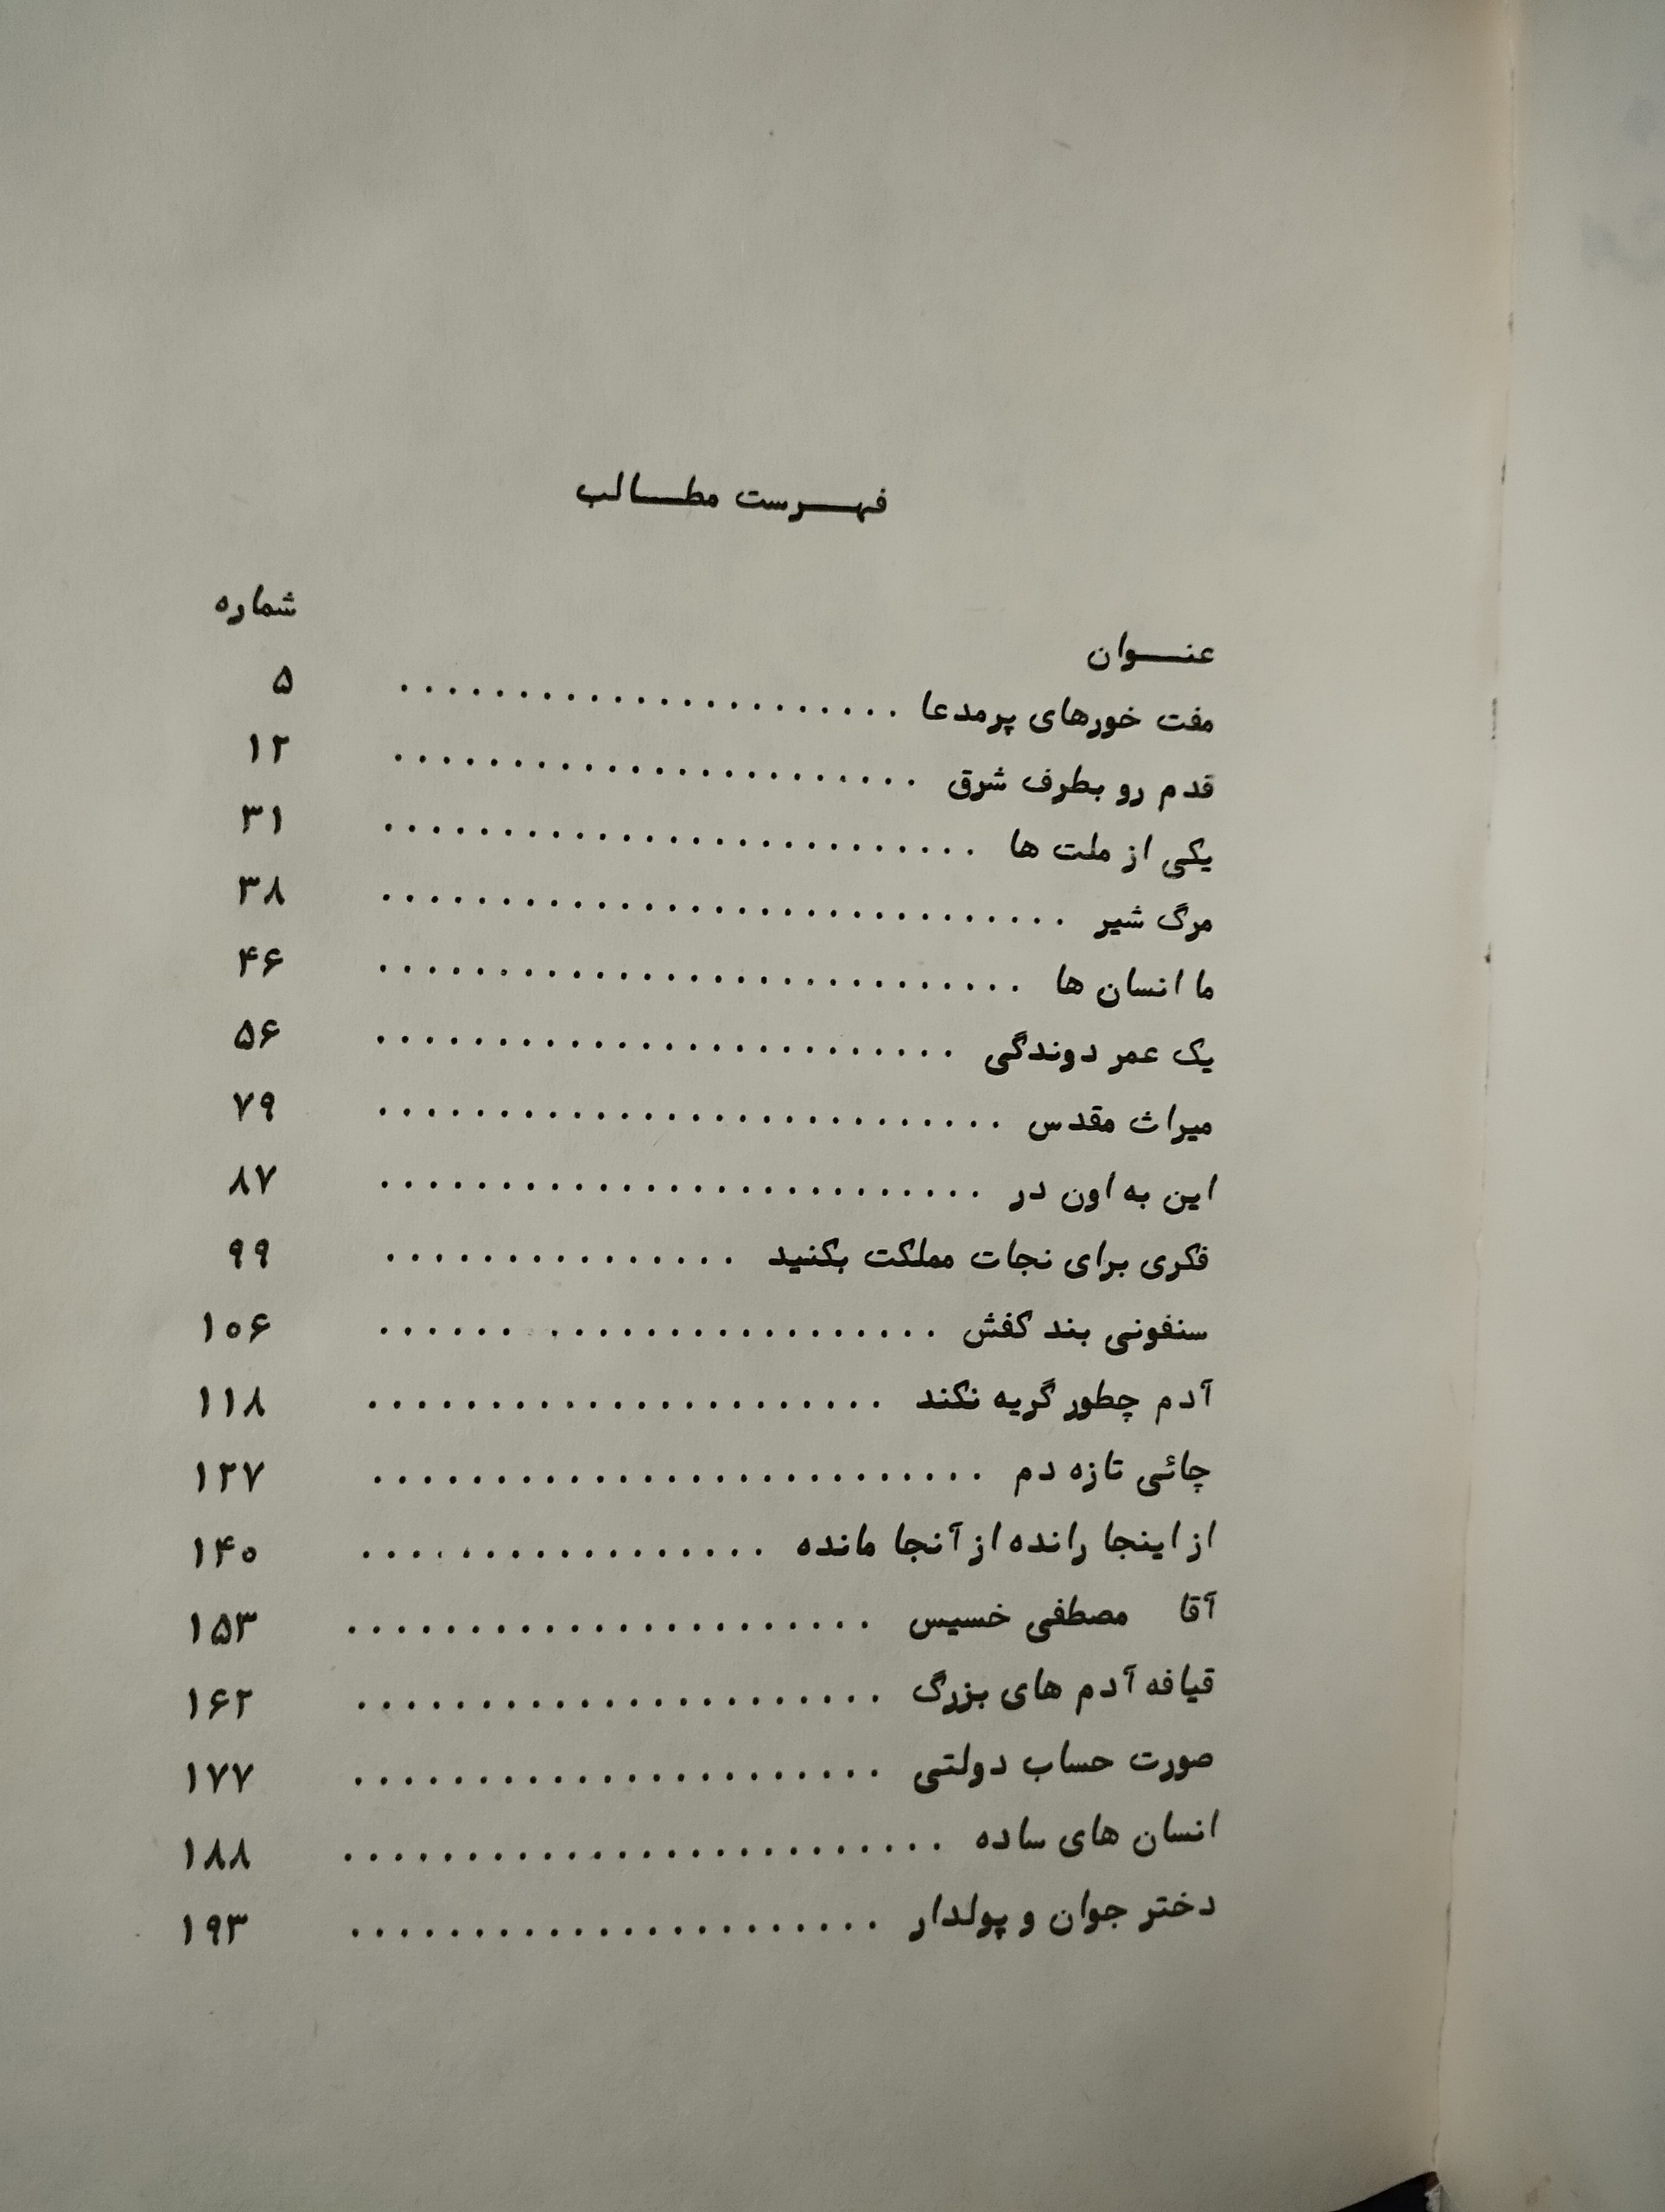 فهرست مطالب
عنوان شماره
مفت خورهای پرمدعا ..................... ۵
قدم رو بطرف شرق ....................... ۱۲
یکی از ملت ها .......................... ۳۱
مرگ شیر .............................. ۳۸
ما انسان ها ............................ ۴۶
یک عمر دوندگی ......................... ۵۶
میراث مقدس ........................... ۷۹
این به اون در .......................... ۸۷
فکری برای نجات مملکت بکنید ............... ۹۹
سنفونی بند کفش ....................... ۱۰۶
آدم چطور گریه نکند ...................... ۱۱۸
چائی تازه دم .......................... ۱۲۷
از اینجا رانده از آنجا مانده ................. ۱۴۰
آقا مصطفی خسیس ...................... ۱۵۳
قیافه آدم های بزرگ ...................... ۱۶۲
صورت حساب دولتی ...................... ۱۷۷
انسان های ساده ......................... ۱۸۸
دختر جوان و پولدار ...................... ۱۹۳